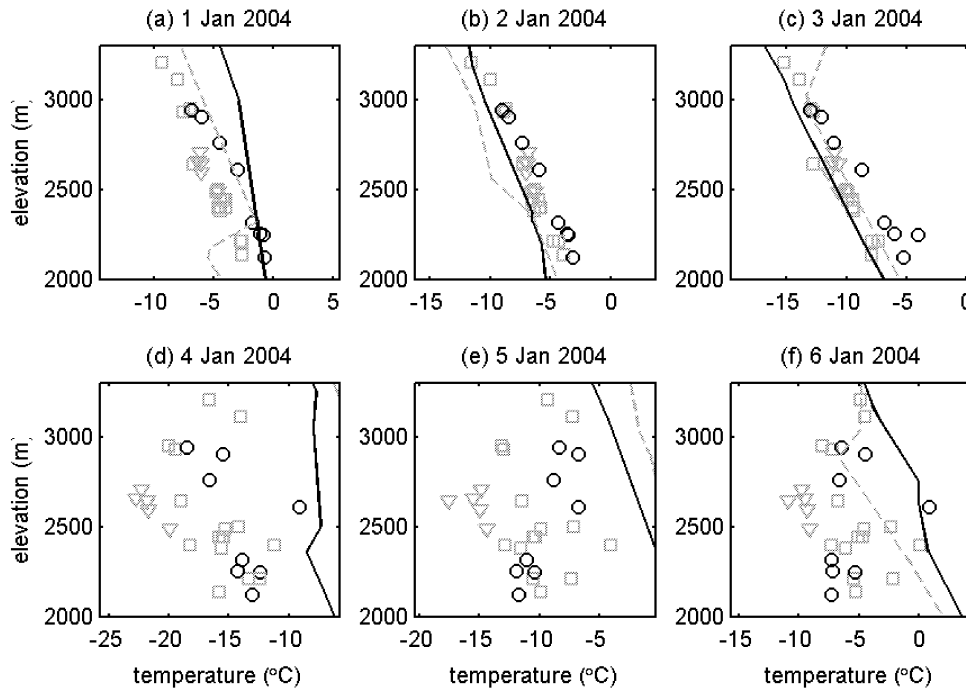 (a) 1 Jan 2004
(b) 2 Jan 2004
(c) 3 Jan 2004
elevation (m)
3000
2500
2000
-10
-5
0
5
-15
-10
-5
0
-15
-10
-5
0
(d) 4 Jan 2004
(e) 5 Jan 2004
(f) 6 Jan 2004
elevation (m)
3000
2500
2000
-25
-20
-15
-10
-20
-15
-10
-5
-15
-10
-5
0
temperature (°C)
temperature (°C)
temperature (°C)